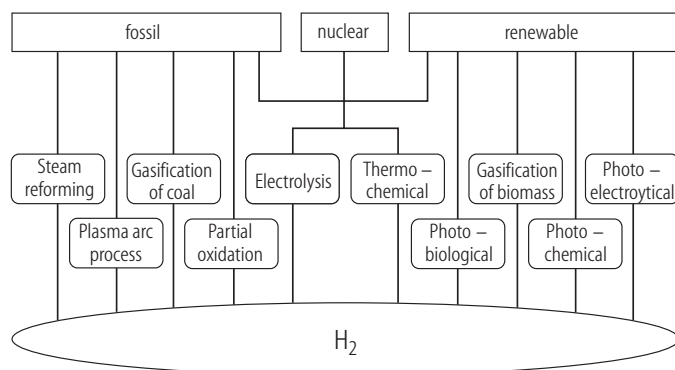 fossil
nuclear
renewable
Steam
reforming
Gasification
of coal
Electrolysis
Thermo –
chemical
Gasification
of biomass
Photo –
electroytical
Plasma arc
process
Partial
oxidation
Photo –
biological
Photo –
chemical
H₂